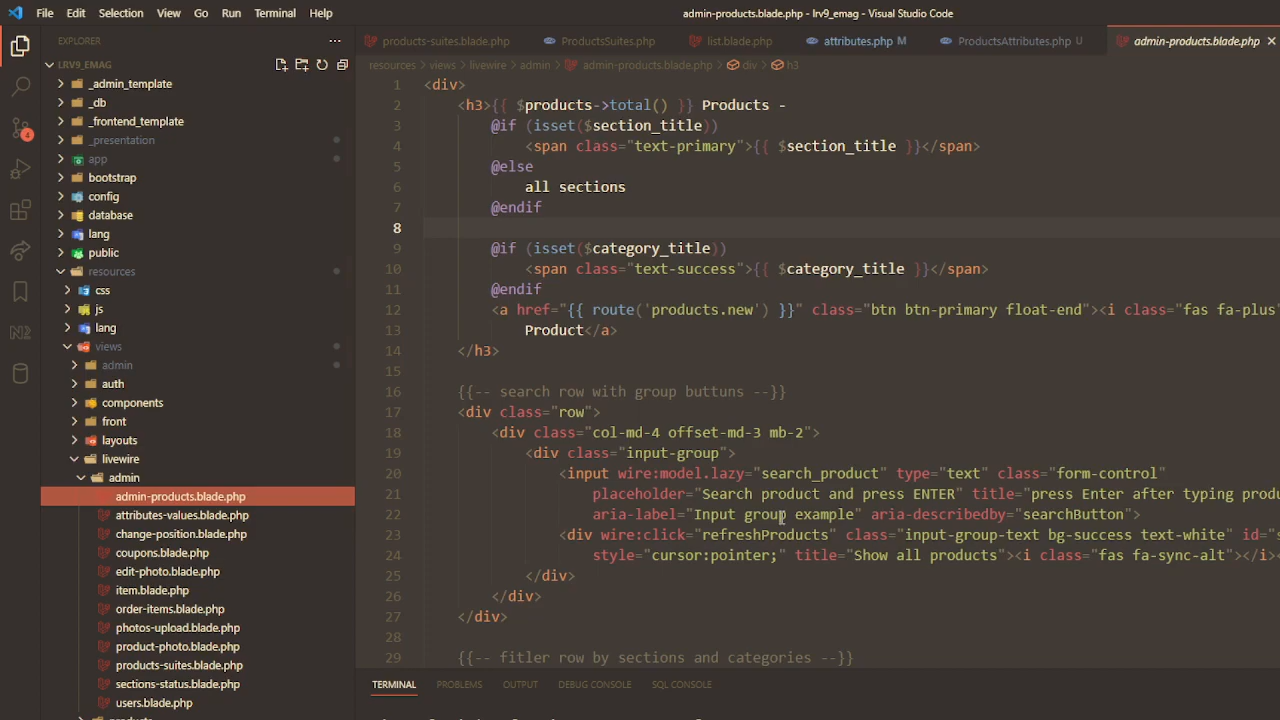 File Edit Selection View Go Run Terminal Help
admin-products.blade.php - lrv9_emag - Visual Studio Code
EXPLORER
LRV9_EMAG
_admin_template
_db
_frontend_template
_presentation
app
bootstrap
config
database
lang
public
resources
css
js
lang
views
admin
auth
components
front
layouts
livewire
admin
admin-products.blade.php
attributes-values.blade.php
change-position.blade.php
coupons.blade.php
edit-photo.blade.php
item.blade.php
order-items.blade.php
photos-upload.blade.php
product-photo.blade.php
products-suites.blade.php
sections-status.blade.php
users.blade.php
4
products-suites.blade.php ProductsSuites.php list.blade.php attributes.php M ProductsAttributes.php U admin-products.blade.php
resources > views > livewire > admin > admin-products.blade.php > div > h3
1 <div>
2 <h3>{{ $products->total() }} Products -
3 @if (isset($section_title))
4 <span class="text-primary">{{ $section_title }}</span>
5 @else
6 all sections
7 @endif
8
9 @if (isset($category_title))
10 <span class="text-success">{{ $category_title }}</span>
11 @endif
12 <a href="{{ route('products.new') }}" class="btn btn-primary float-end"><i class="fas fa-plus"
13 Product</a>
14 </h3>
15
16 {{-- search row with group buttuns --}}
17 <div class="row">
18 <div class="col-md-4 offset-md-3 mb-2">
19 <div class="input-group">
20 <input wire:model.lazy="search_product" type="text" class="form-control"
21 placeholder="Search product and press ENTER" title="press Enter after typing produ
22 aria-label="Input group example" aria-describedby="searchButton">
23 <div wire:click="refreshProducts" class="input-group-text bg-success text-white" id="s
24 style="cursor:pointer;" title="Show all products"><i class="fas fa-sync-alt"></i>
25 </div>
26 </div>
27 </div>
28
29 {{-- fitler row by sections and categories --}}
TERMINAL PROBLEMS OUTPUT DEBUG CONSOLE SQL CONSOLE